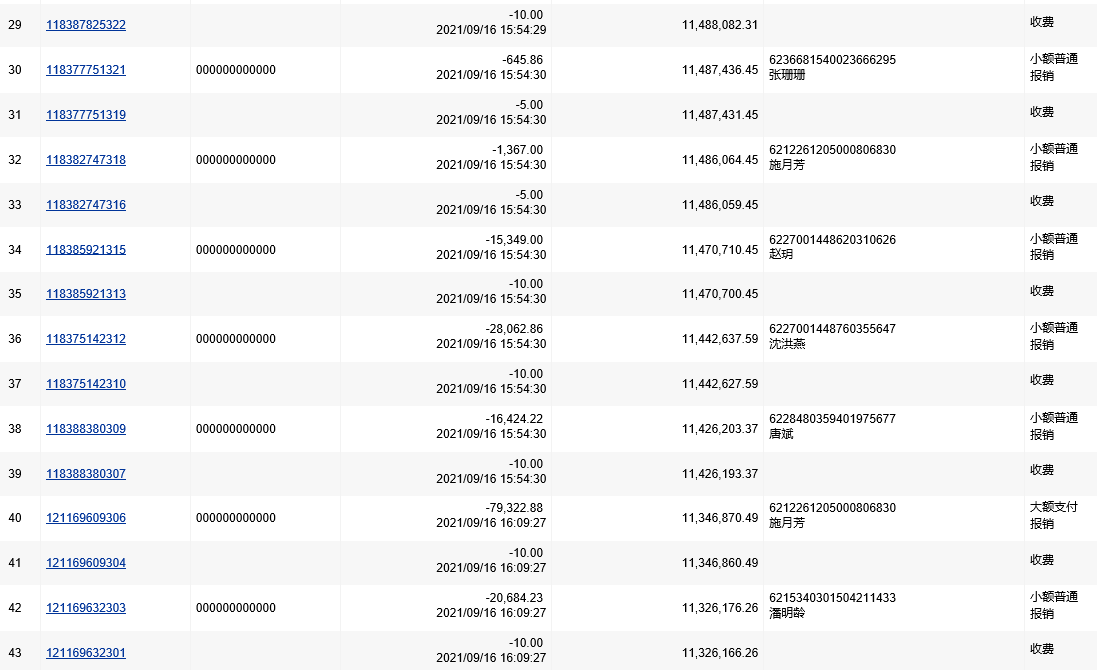 29 118387825322 -10.00 11,488,082.31 收费
2021/09/16 15:54:29
30 118377751321 000000000000 -645.86 11,487,436.45 6236681540023666295 小额普通
2021/09/16 15:54:30 张珊珊 报销
31 118377751319 -5.00 11,487,431.45 收费
2021/09/16 15:54:30
32 118382747318 000000000000 -1,367.00 11,486,064.45 6212261205000806830 小额普通
2021/09/16 15:54:30 施月芳 报销
33 118382747316 -5.00 11,486,059.45 收费
2021/09/16 15:54:30
34 118385921315 000000000000 -15,349.00 11,470,710.45 6227001448620310626 小额普通
2021/09/16 15:54:30 赵玥 报销
35 118385921313 -10.00 11,470,700.45 收费
2021/09/16 15:54:30
36 118375142312 000000000000 -28,062.86 11,442,637.59 6227001448760355647 小额普通
2021/09/16 15:54:30 沈洪燕 报销
37 118375142310 -10.00 11,442,627.59 收费
2021/09/16 15:54:30
38 118388380309 000000000000 -16,424.22 11,426,203.37 6228480359401975677 小额普通
2021/09/16 15:54:30 唐斌 报销
39 118388380307 -10.00 11,426,193.37 收费
2021/09/16 15:54:30
40 121169609306 000000000000 -79,322.88 11,346,870.49 6212261205000806830 大额支付
2021/09/16 16:09:27 施月芳 报销
41 121169609304 -10.00 11,346,860.49 收费
2021/09/16 16:09:27
42 121169632303 000000000000 -20,684.23 11,326,176.26 6215340301504211433 小额普通
2021/09/16 16:09:27 潘明龄 报销
43 121169632301 -10.00 11,326,166.26 收费
2021/09/16 16:09:27